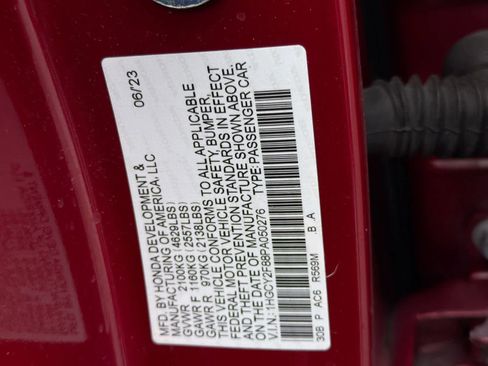 MFD. BY HONDA DEVELOPMENT & 06/23
MANUFACTURING OF AMERICA, LLC
GVWR 2100KG (4629LBS)
GAWR F 1160KG (2557LBS)
GAWR R 970KG (2138LBS)
THIS VEHICLE CONFORMS TO ALL APPLICABLE
FEDERAL MOTOR VEHICLE SAFETY, BUMPER,
AND THEFT PREVENTION STANDARDS IN EFFECT
ON THE DATE OF MANUFACTURE SHOWN ABOVE.
V.I.N.: 1HGCY2F88PA050276 TYPE:PASSENGER CAR
30B P AC6 R569M B .A